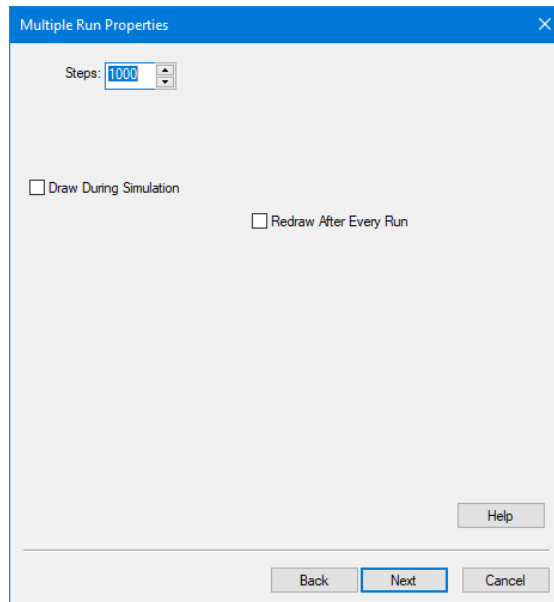 Multiple Run Properties
Steps: 1000
Draw During Simulation
Redraw After Every Run
Help
Back Next Cancel